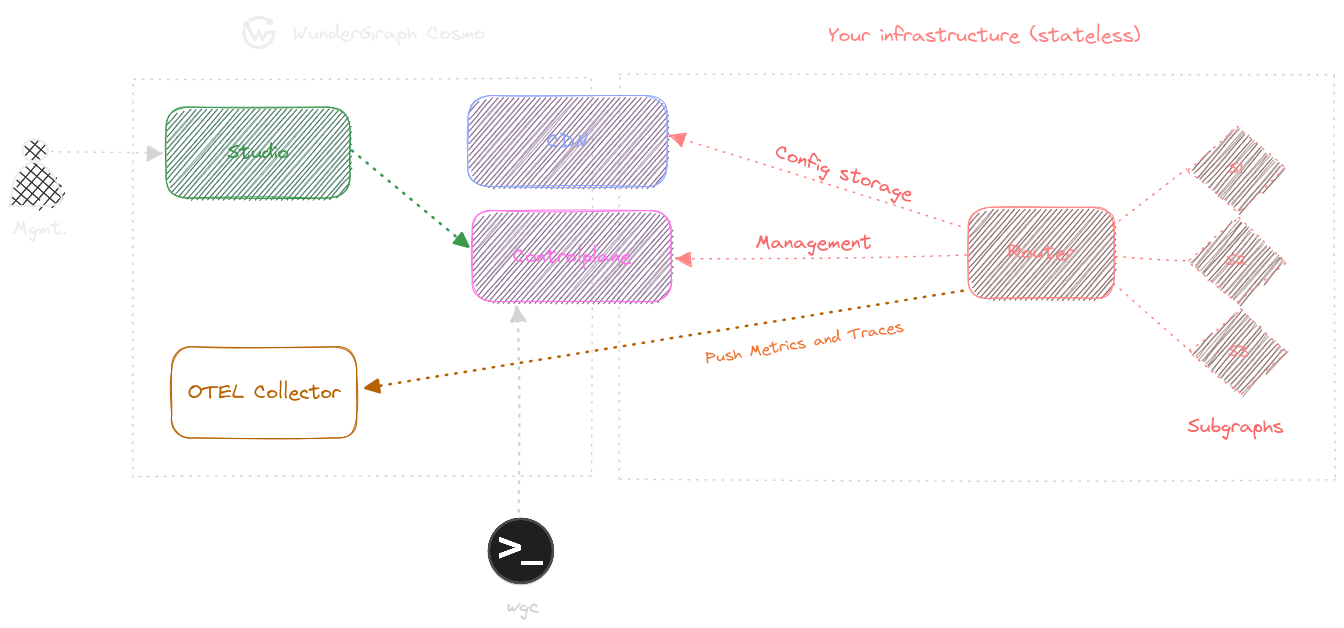 WunderGraph Cosmo
Your infrastructure (stateless)
Studio
CDN
Mgmt.
Config storage
Management
Controlplane
Router
S1
S2
S3
Push Metrics and Traces
OTEL Collector
Subgraphs
>_
wgc